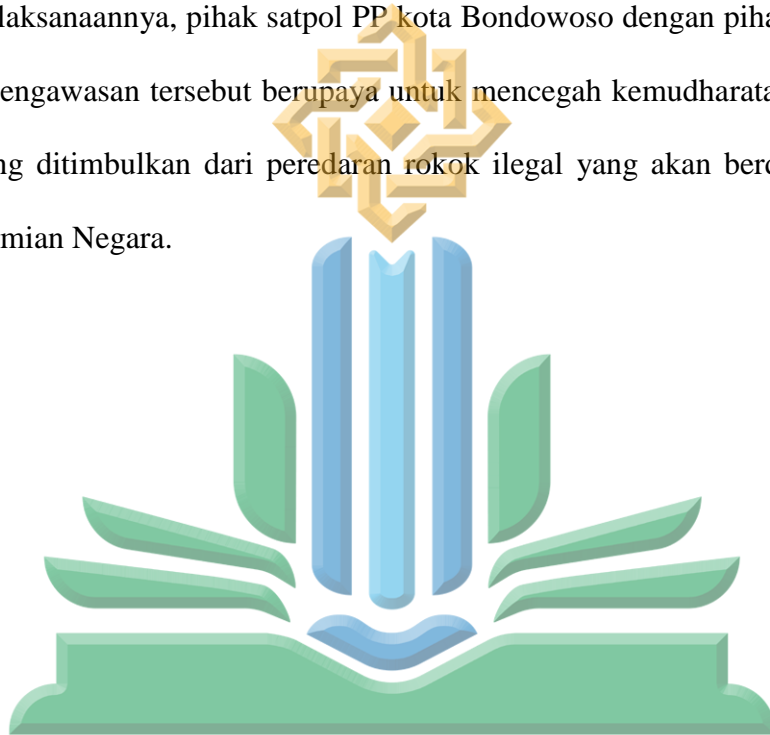 laksanaannya, pihak satpol PP kota Bondowoso dengan piha
engawasan tersebut berupaya untuk mencegah kemudharata
ng ditimbulkan dari peredaran rokok ilegal yang akan berd
mian Negara.